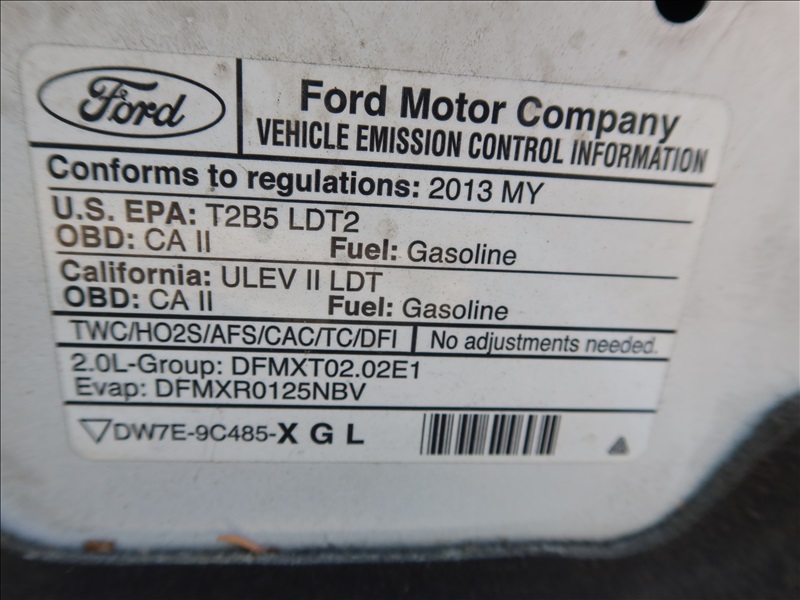 Ford
Ford Motor Company
VEHICLE EMISSION CONTROL INFORMATION
Conforms to regulations: 2013 MY
U.S. EPA: T2B5 LDT2
OBD: CA II Fuel: Gasoline
California: ULEV II LDT
OBD: CA II Fuel: Gasoline
TWC/HO2S/AFS/CAC/TC/DFI No adjustments needed.
2.0L-Group: DFMXT02.02E1
Evap: DFMXR0125NBV
DW7E-9C485-X G L